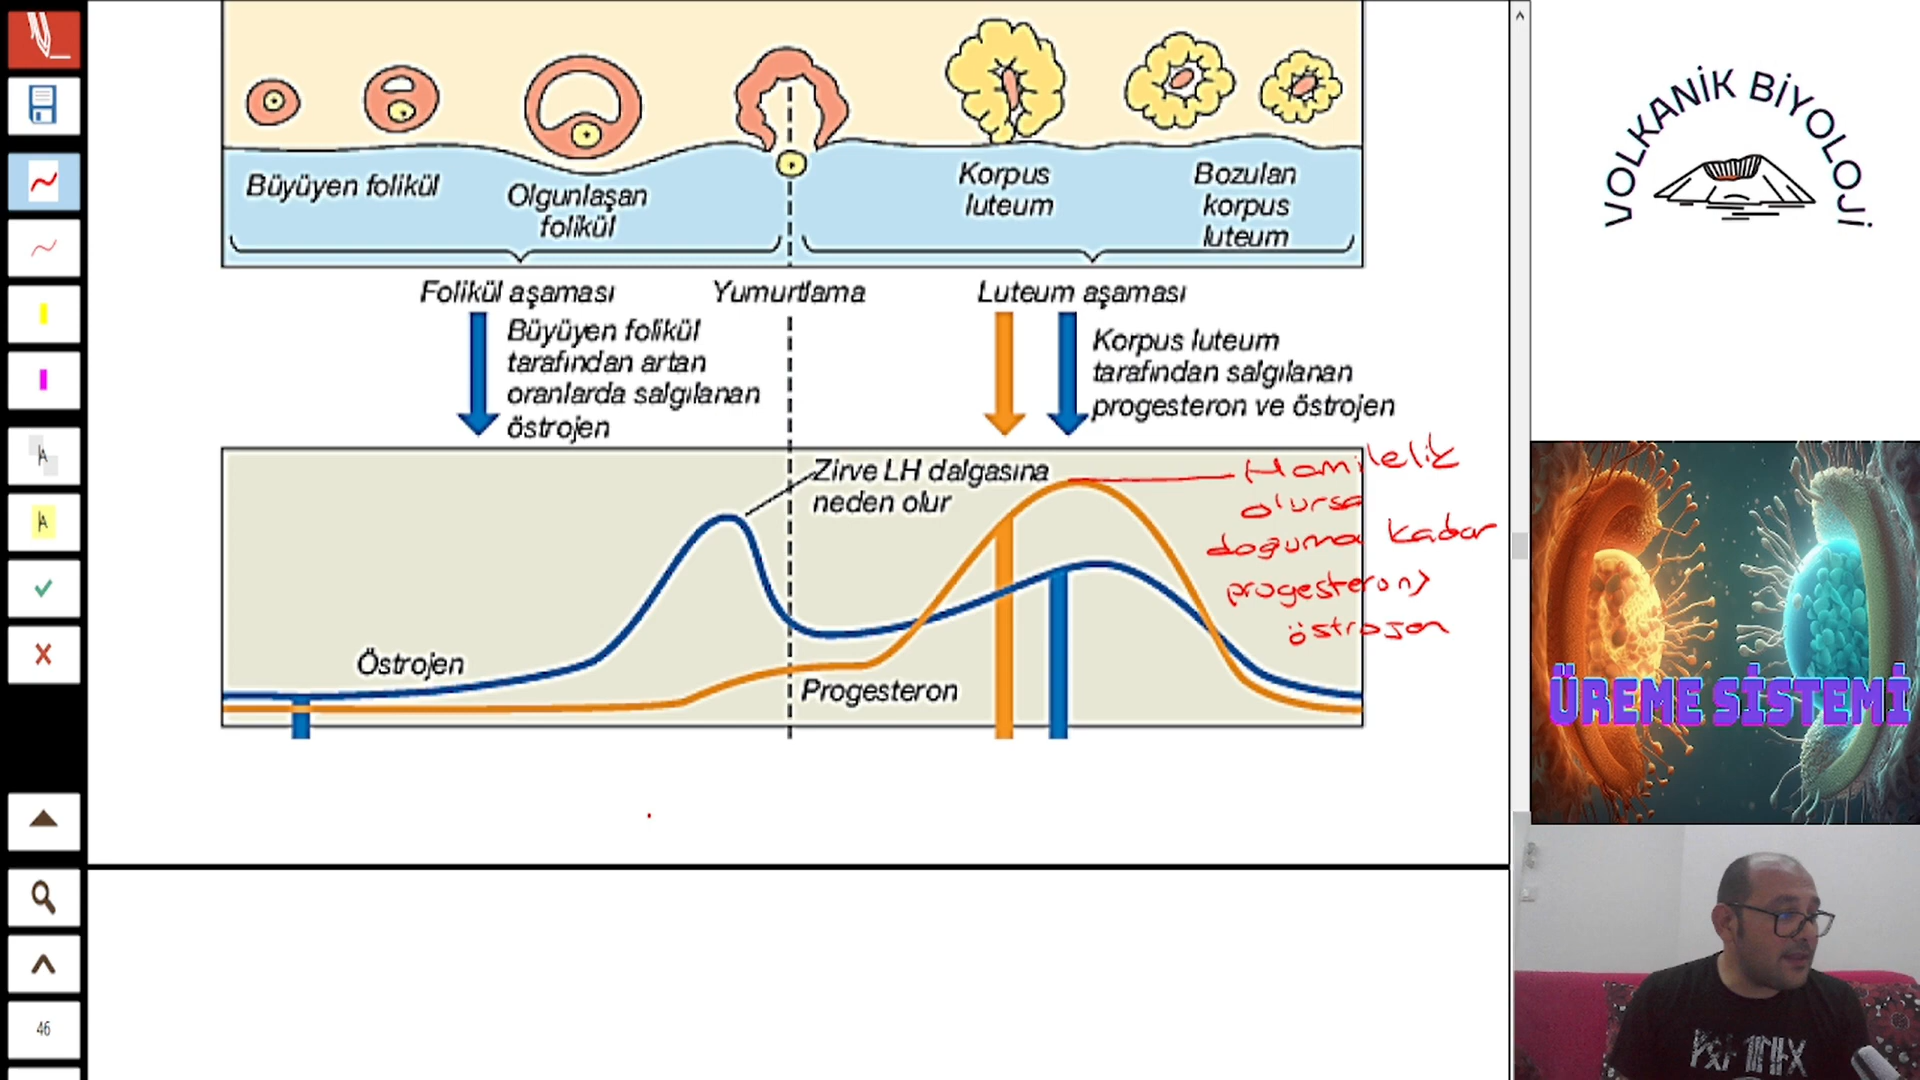 VOLKANİK BİYOLOJİ
Büyüyen folikül
Olgunlaşan
folikül
Korpus
luteum
Bozulan
korpus
luteum
Folikül aşaması
Yumurtlama
Luteum aşaması
Büyüyen folikül
tarafından artan
oranlarda salgılanan
östrojen
Korpus luteum
tarafından salgılanan
progesteron ve östrojen
Zirve LH dalgasına
neden olur
Hamilelik
olursa
doğuma kadar
progesteron>
östrojen
Östrojen
Progesteron
ÜREME SİSTEMİ
46